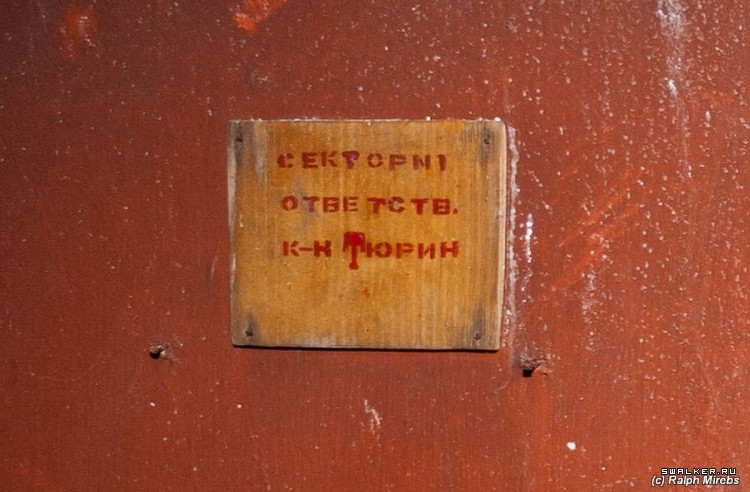 СЕКТОР№1
ОТВЕТСТВ.
К-Н ТЮРИН
SWALKER.RU
(c) Ralph Mirebs